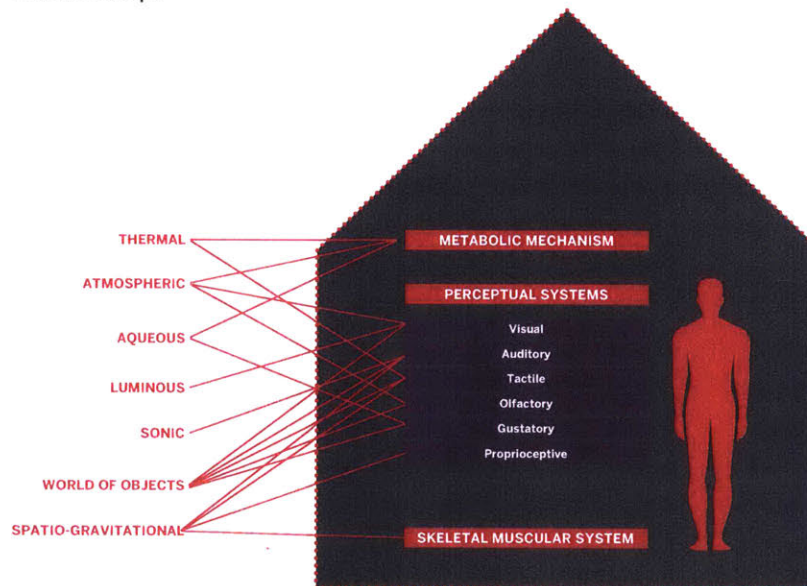 THERMAL
ATMOSPHERIC
AQUEOUS
LUMINOUS
SONIC
WORLD OF OBJECTS
SPATIO-GRAVITATIONAL
METABOLIC MECHANISM
PERCEPTUAL SYSTEMS
Visual
Auditory
Tactile
Olfactory
Gustatory
Proprioceptive
SKELETAL MUSCULAR SYSTEM